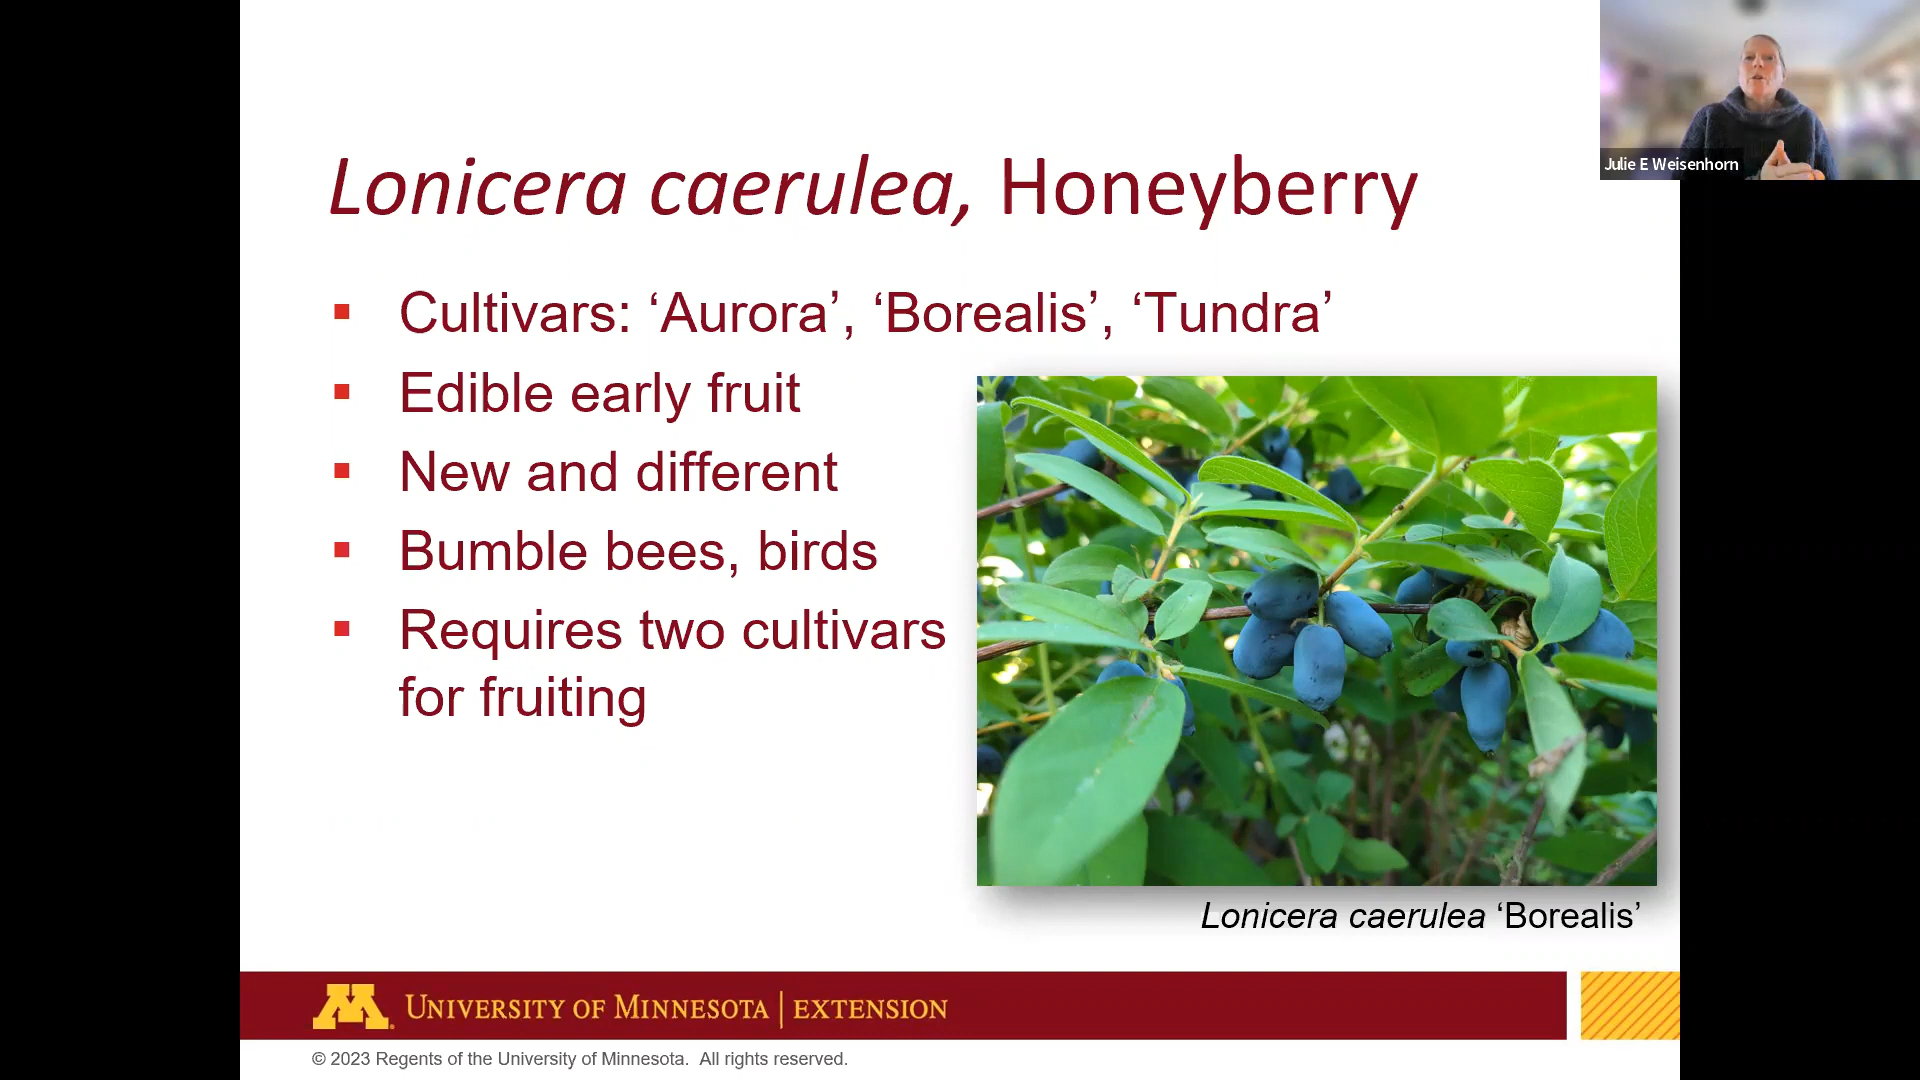 Lonicera caerulea, Honeyberry
Julie E Weisenhorn
▪ Cultivars: ‘Aurora’, ‘Borealis’, ‘Tundra’
▪ Edible early fruit
▪ New and different
▪ Bumble bees, birds
▪ Requires two cultivars
for fruiting
Lonicera caerulea ‘Borealis’
M UNIVERSITY OF MINNESOTA | EXTENSION
© 2023 Regents of the University of Minnesota. All rights reserved.